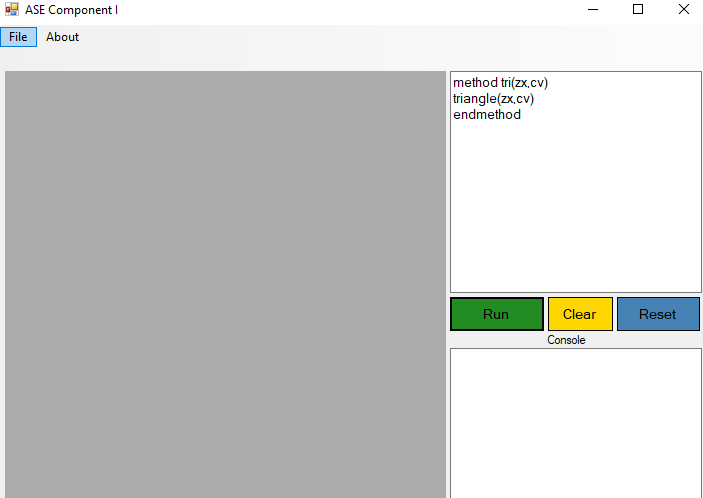 ASE Component I
File About
method tri(zx,cv)
triangle(zx,cv)
endmethod
Run Clear Reset
Console